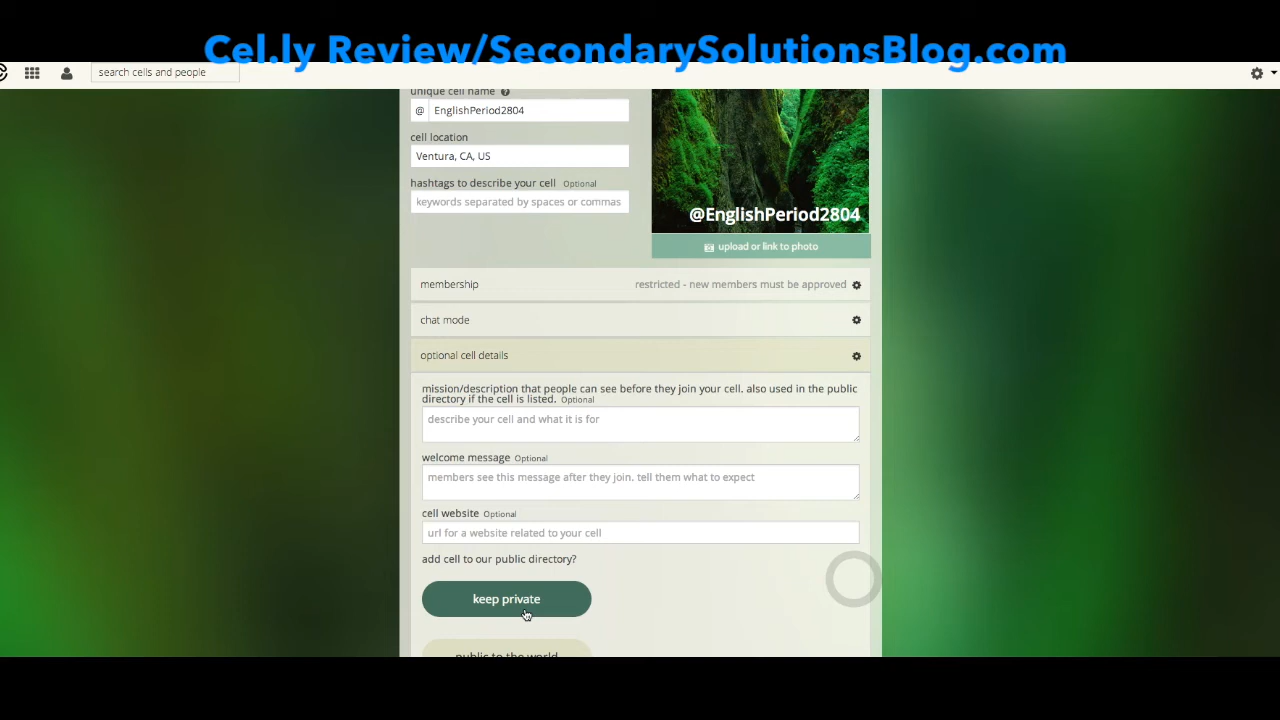 Cel.ly Review/SecondarySolutionsBlog.com
search cells and people
unique cell name ?
@ EnglishPeriod2804
cell location
Ventura, CA, US
hashtags to describe your cell Optional
keywords separated by spaces or commas
@EnglishPeriod2804
upload or link to photo
membership restricted - new members must be approved
chat mode
optional cell details
mission/description that people can see before they join your cell. also used in the public
directory if the cell is listed. Optional
describe your cell and what it is for
welcome message Optional
members see this message after they join. tell them what to expect
cell website Optional
url for a website related to your cell
add cell to our public directory?
keep private
public to the world